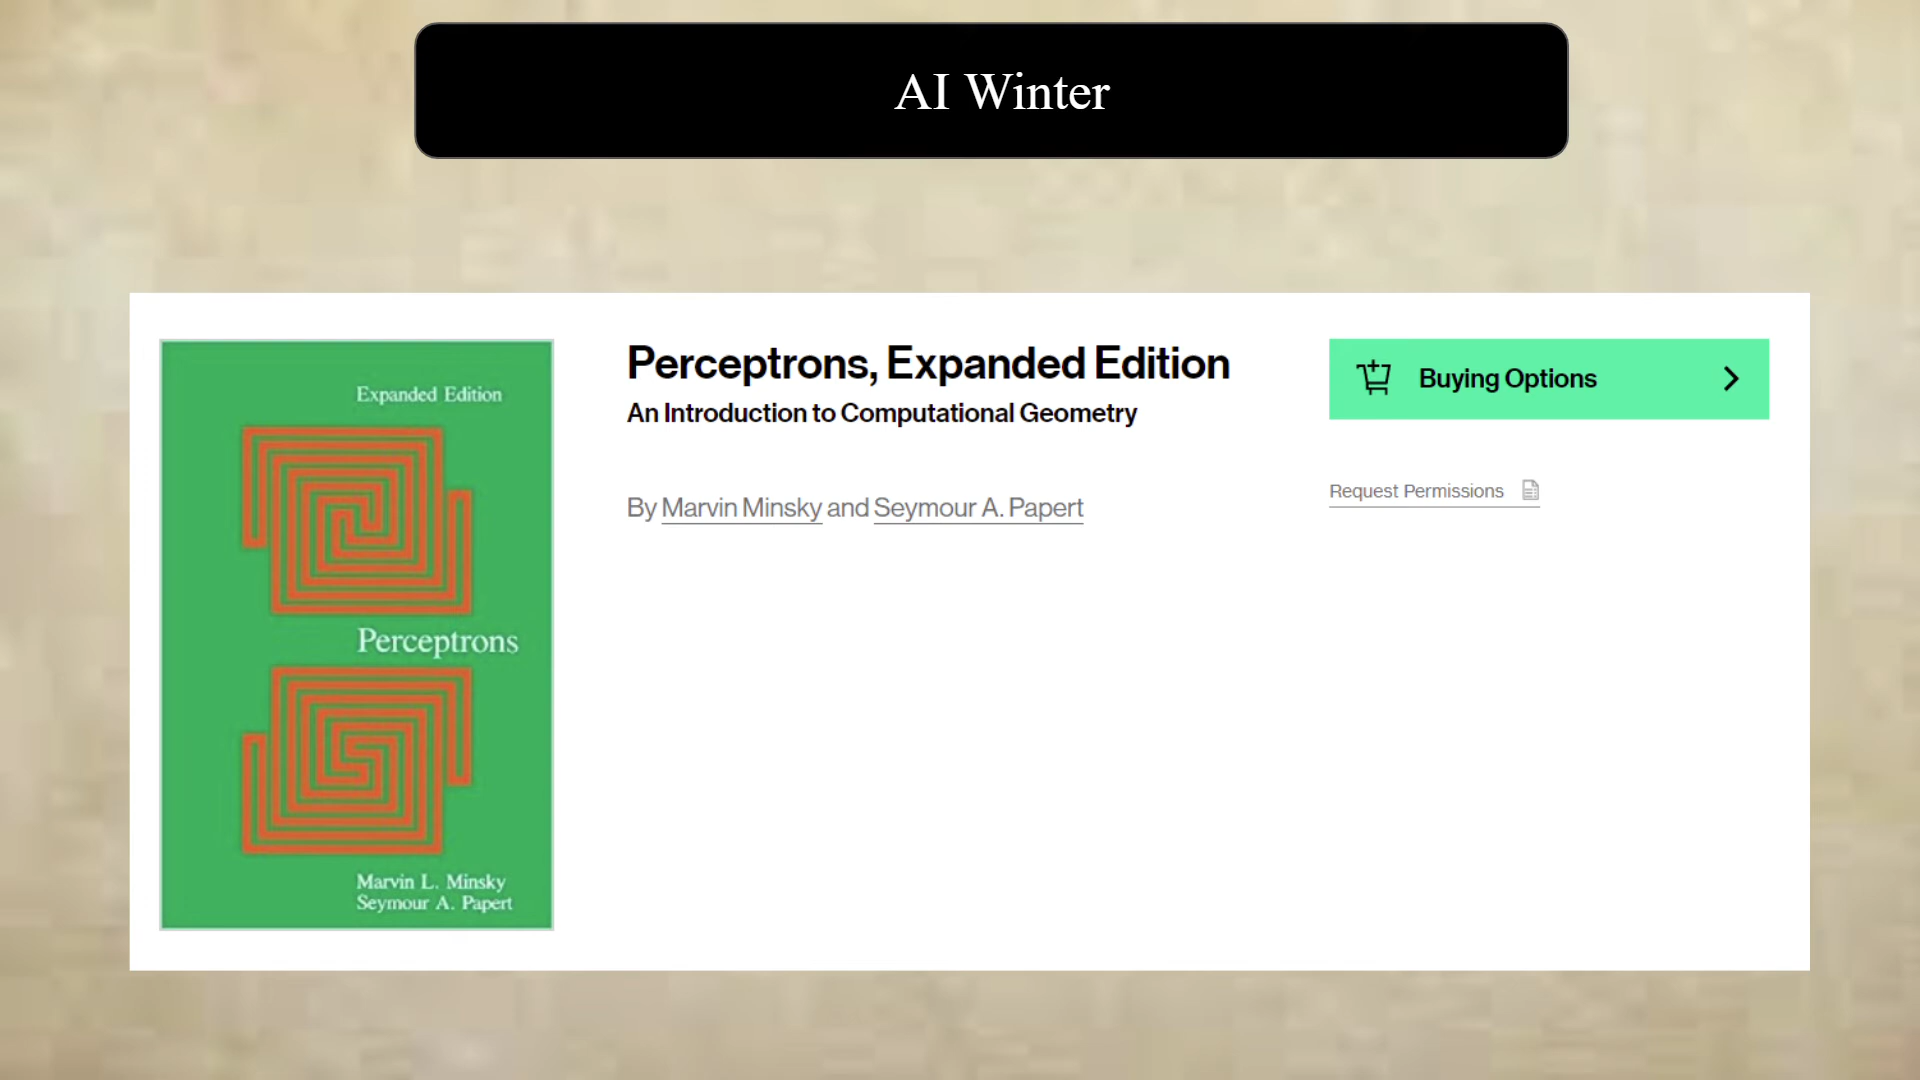 AI Winter
Expanded Edition
Perceptrons
Marvin L. Minsky
Seymour A. Papert
Perceptrons, Expanded Edition
An Introduction to Computational Geometry
By Marvin Minsky and Seymour A. Papert
Buying Options
Request Permissions